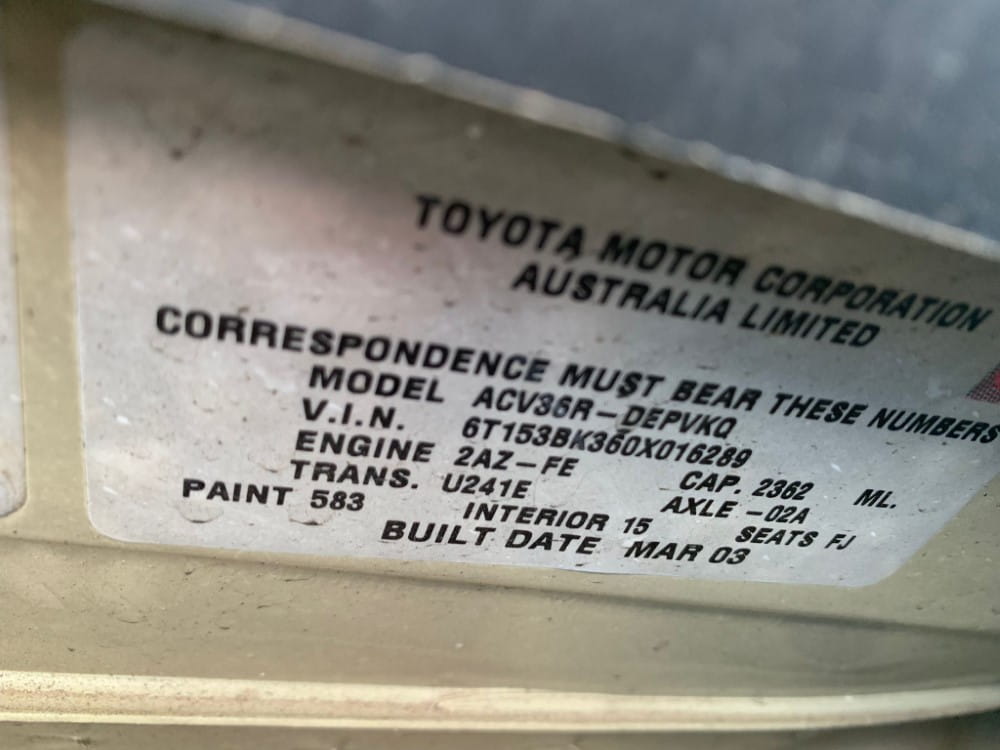 TOYOTA MOTOR CORPORATION
AUSTRALIA LIMITED
CORRESPONDENCE MUST BEAR THESE NUMBERS
MODEL ACV36R-DEPVKQ
V.I.N. 6T153BK360X016289
ENGINE 2AZ-FE CAP. 2362 ML.
TRANS. U241E AXLE -02A
PAINT 583 INTERIOR 15 SEATS FJ
BUILT DATE MAR 03